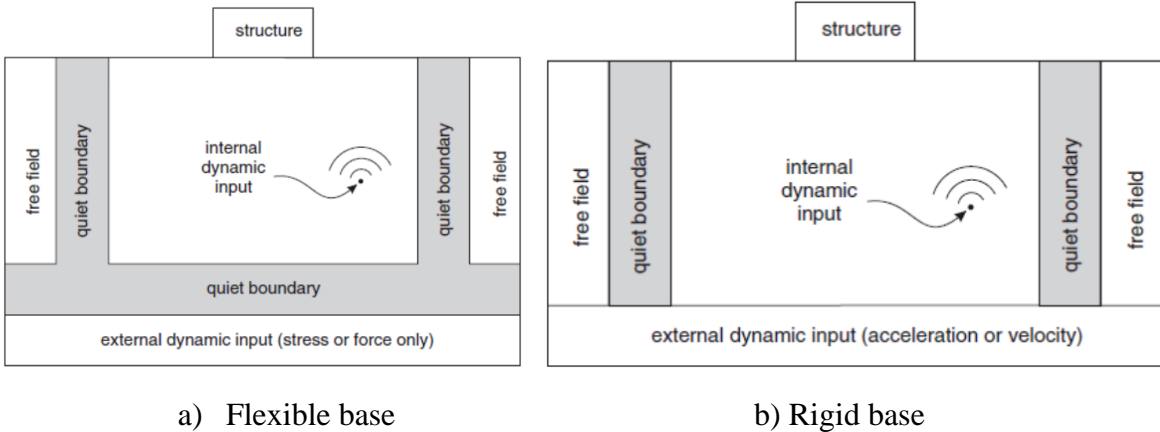 structure
free field
quiet boundary
internal
dynamic
input
quiet boundary
free field
quiet boundary
external dynamic input (stress or force only)
a) Flexible base
structure
free field
quiet boundary
internal
dynamic
input
quiet boundary
free field
external dynamic input (acceleration or velocity)
b) Rigid base